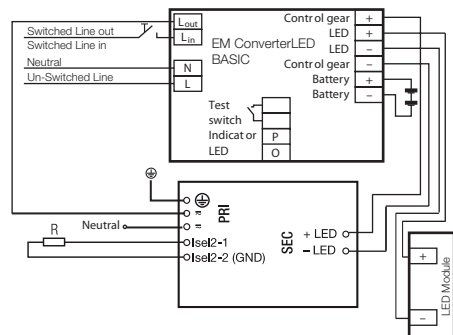 Switched Line out
Switched Line in
Neutral
Un-Switched Line
Lout
Lin
N
L
EM ConverterLED
BASIC
Test
switch
Indicat or
LED
P
O
Control gear +
LED +
LED –
Control gear –
Battery +
Battery –
R
Neutral
=
=
PRI
Isel2-1
Isel2-2 (GND)
SEC
+ LED
– LED
+
LED Module
–